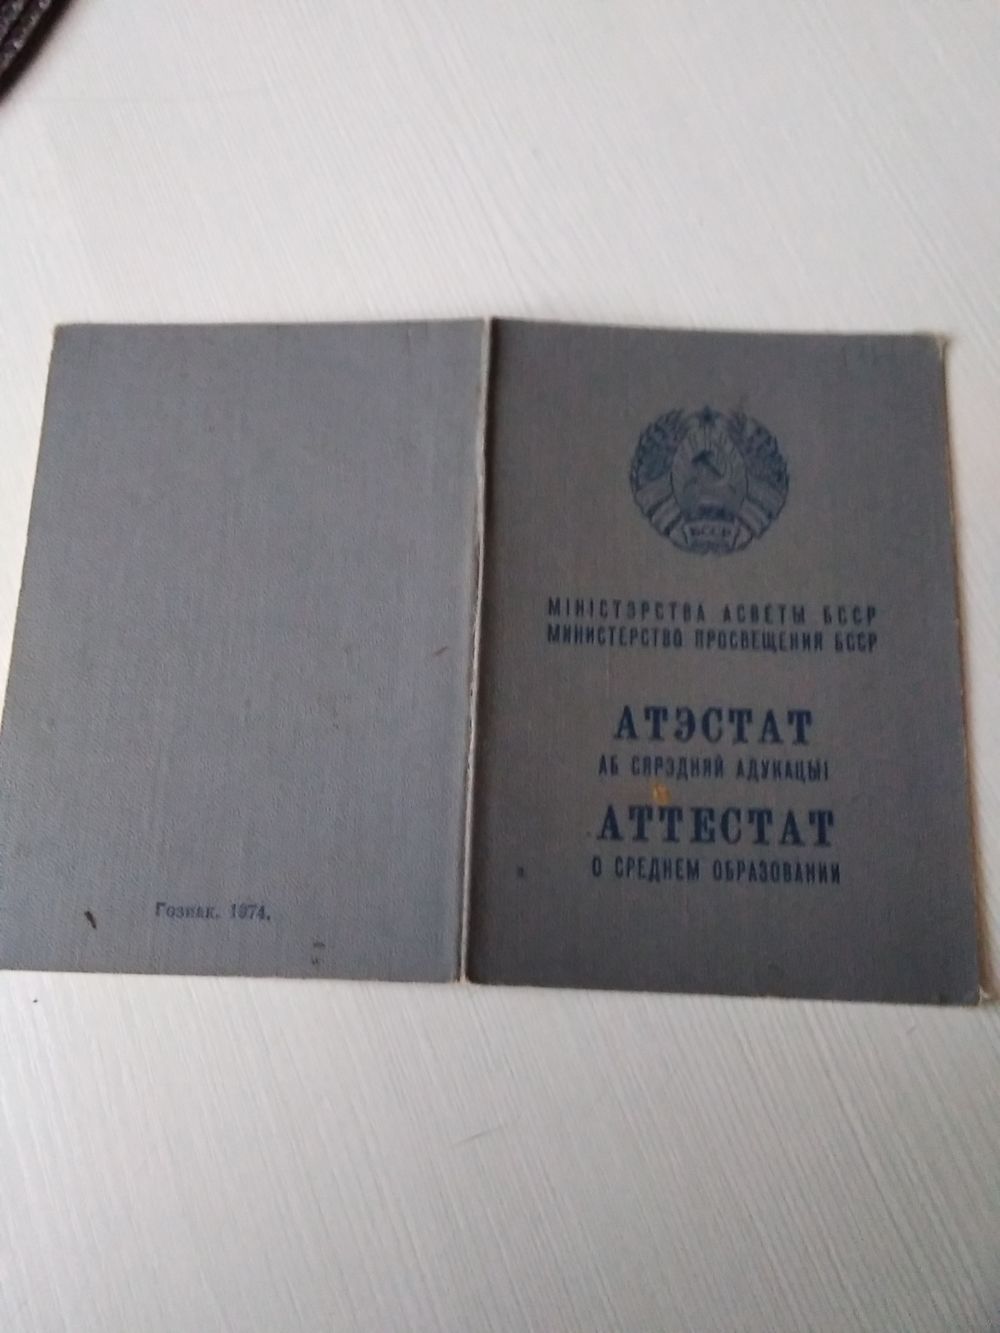 БССР
МІНІСТЭРСТВА АСВЕТЫ БССР
МИНИСТЕРСТВО ПРОСВЕЩЕНИЯ БССР
АТЭСТАТ
АБ СЯРЭДНЯЙ АДУКАЦЫІ
АТТЕСТАТ
О СРЕДНЕМ ОБРАЗОВАНИИ
Гознак. 1974.